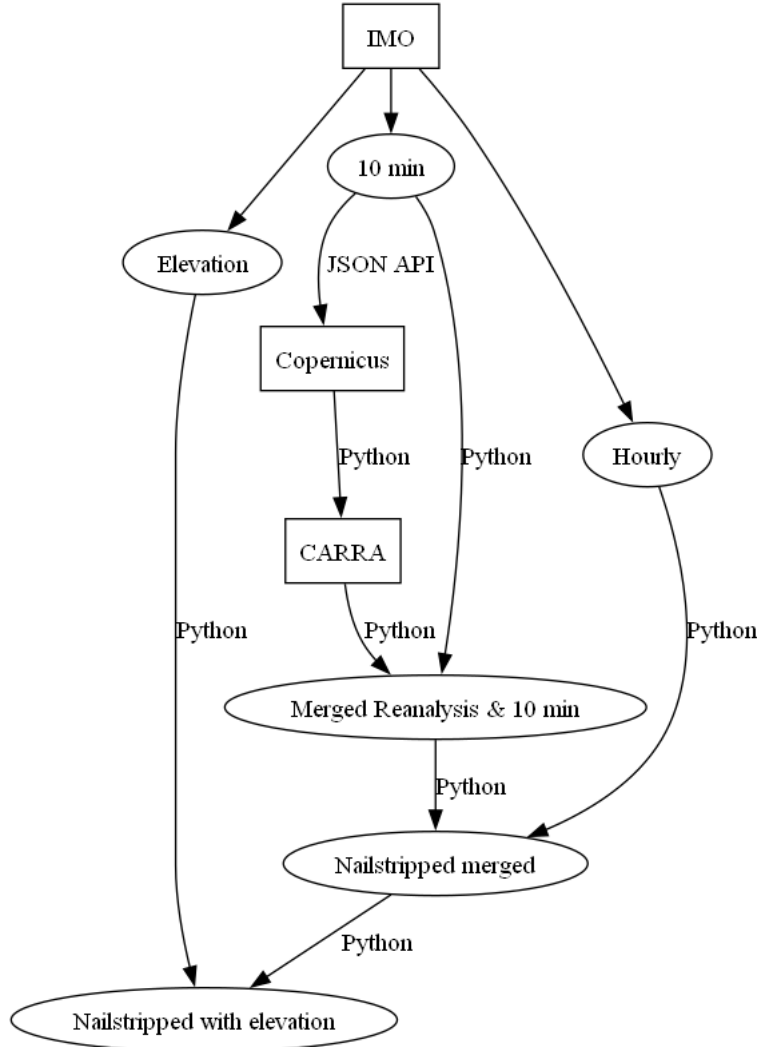 IMO
10 min
Elevation
JSON API
Copernicus
Python
Python
Hourly
CARRA
Python
Python
Python
Merged Reanalysis & 10 min
Python
Nailstripped merged
Python
Nailstripped with elevation